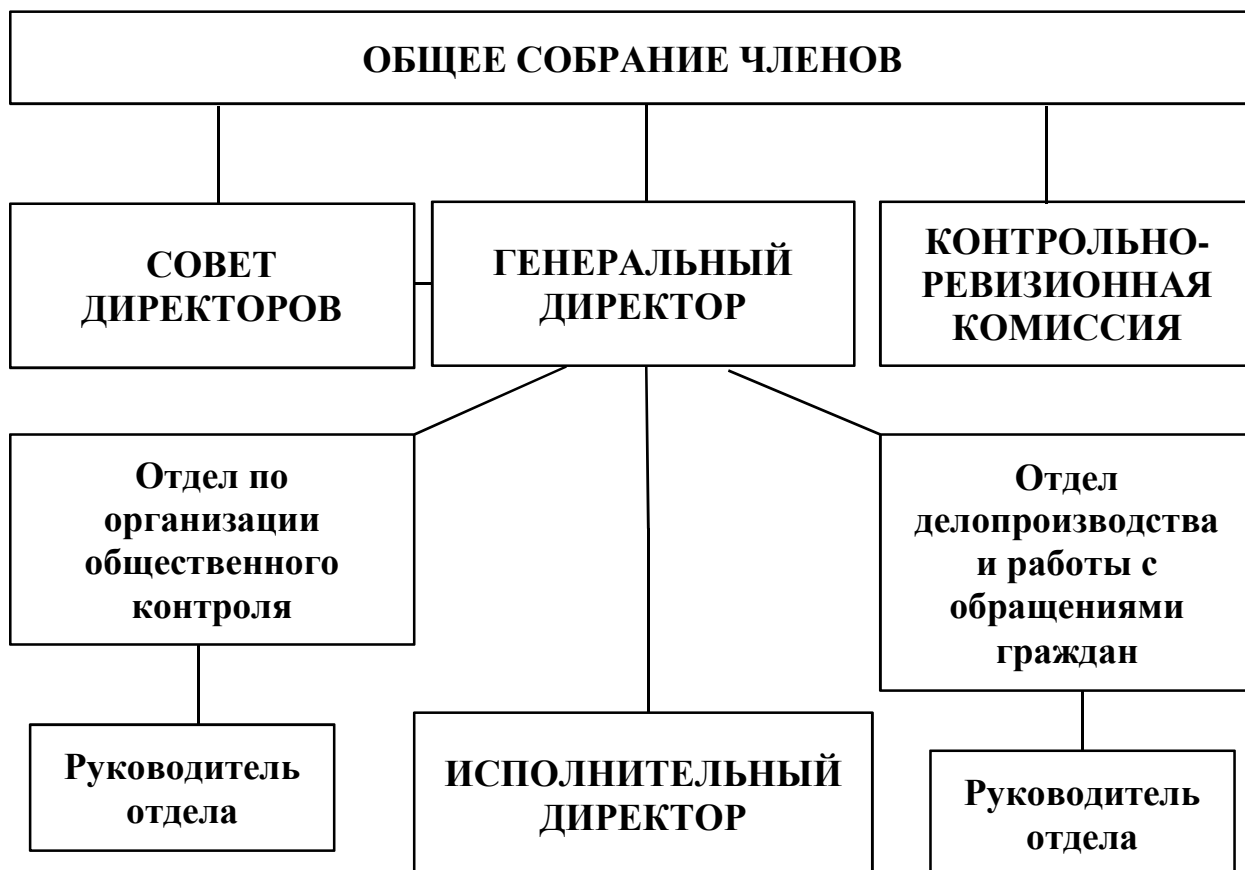 ОБЩЕЕ СОБРАНИЕ ЧЛЕНОВ
СОВЕТ
ДИРЕКТОРОВ
ГЕНЕРАЛЬНЫЙ
ДИРЕКТОР
КОНТРОЛЬНО-
РЕВИЗИОННАЯ
КОМИССИЯ
Отдел по
организации
общественного
контроля
Отдел
делопроизводства
и работы с
обращениями
граждан
Руководитель
отдела
ИСПОЛНИТЕЛЬНЫЙ
ДИРЕКТОР
Руководитель
отдела